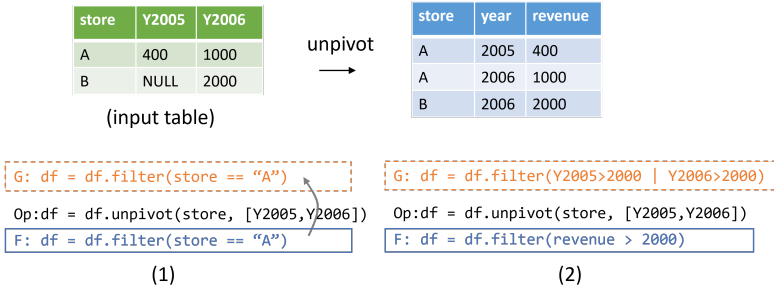 store Y2005 Y2006
A 400 1000
B NULL 2000
(input table)
unpivot
store year revenue
A 2005 400
A 2006 1000
B 2006 2000
G: df = df.filter(store == “A”)
Op:df = df.unpivot(store, [Y2005,Y2006])
F: df = df.filter(store == “A”)
(1)
G: df = df.filter(Y2005>2000 | Y2006>2000)
Op:df = df.unpivot(store, [Y2005,Y2006])
F: df = df.filter(revenue > 2000)
(2)